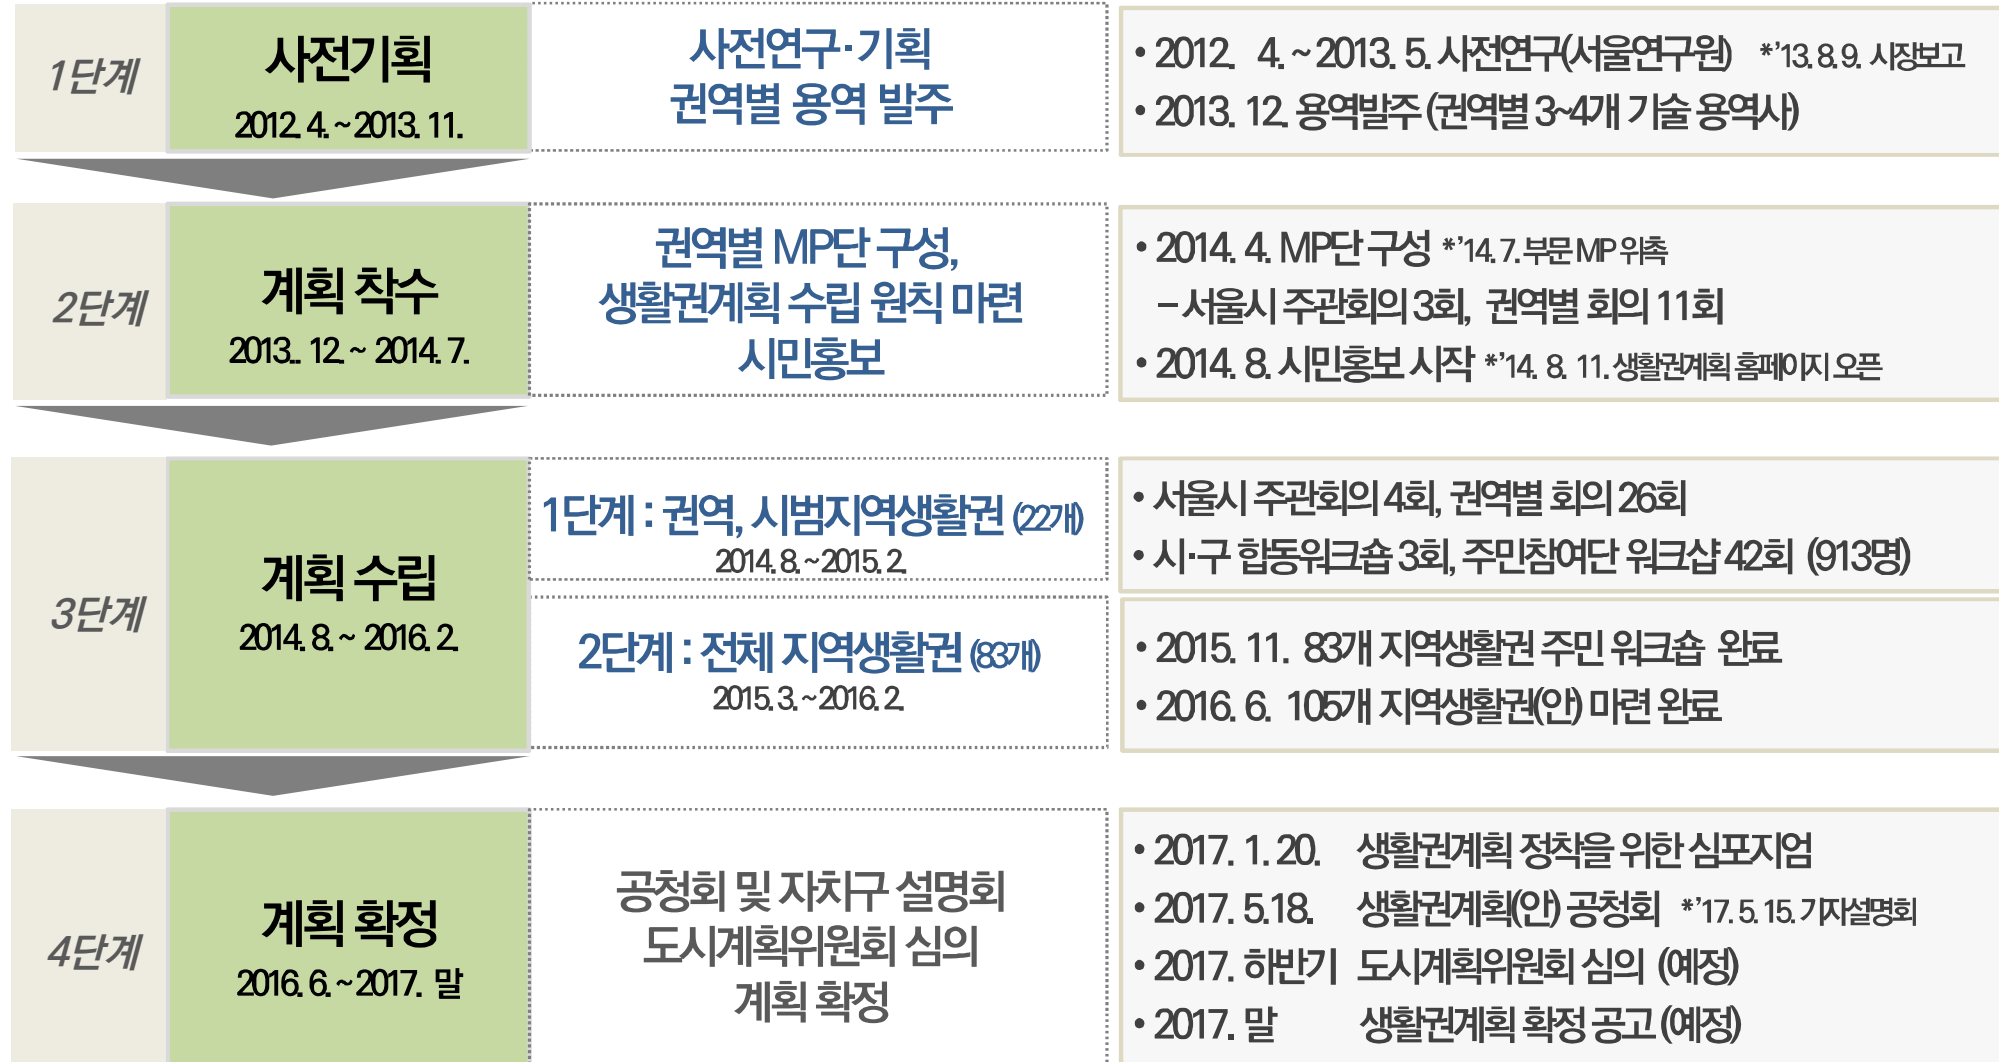 1단계
사전기획
2012. 4. ~ 2013. 11.
사전연구·기획
권역별 용역 발주
• 2012. 4. ~ 2013. 5. 사전연구(서울연구원) *’13. 8. 9. 시장보고
• 2013. 12. 용역발주 (권역별 3~4개 기술 용역사)
2단계
계획 착수
2013.. 12. ~ 2014. 7.
권역별 MP단 구성,
생활권계획 수립 원칙 마련
시민홍보
• 2014. 4. MP단 구성 *’14. 7. 부문 MP 위촉
– 서울시 주관회의 3회, 권역별 회의 11회
• 2014. 8. 시민홍보 시작 *’14. 8. 11. 생활권계획 홈페이지 오픈
3단계
계획 수립
2014. 8. ~ 2016. 2.
1단계 : 권역, 시범지역생활권 (22개)
2014. 8. ~2015. 2.
• 서울시 주관회의 4회, 권역별 회의 26회
• 시·구 합동워크숍 3회, 주민참여단 워크샵 42회 (913명)
2단계 : 전체 지역생활권 (83개)
2015. 3. ~2016. 2.
• 2015. 11. 83개 지역생활권 주민 워크숍 완료
• 2016. 6. 105개 지역생활권(안) 마련 완료
4단계
계획 확정
2016. 6. ~ 2017. 말
공청회 및 자치구 설명회
도시계획위원회 심의
계획 확정
• 2017. 1. 20. 생활권계획 정착을 위한 심포지엄
• 2017. 5.18. 생활권계획(안) 공청회 *’17. 5. 15. 기자설명회
• 2017. 하반기 도시계획위원회 심의 (예정)
• 2017. 말 생활권계획 확정 공고 (예정)